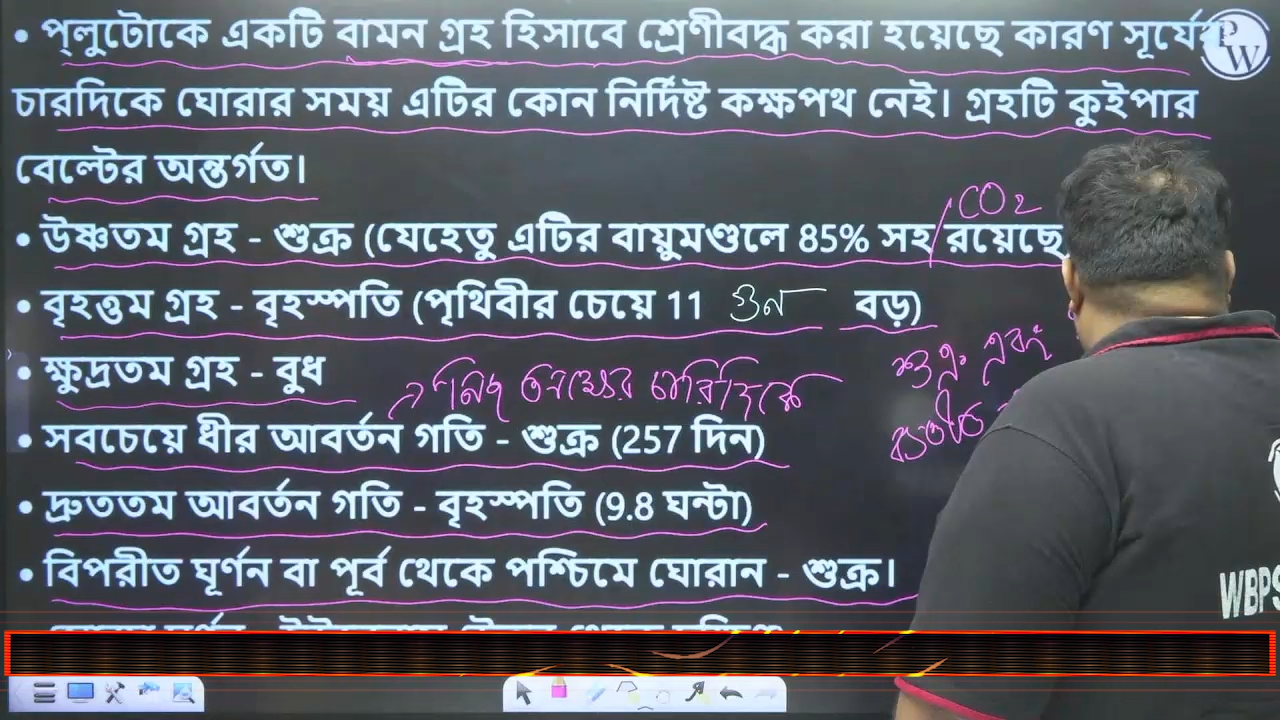 • প্লুটোকে একটি বামন গ্রহ হিসাবে শ্রেণীবদ্ধ করা হয়েছে কারণ সূর্যের
PW
চারদিকে ঘোরার সময় এটির কোন নির্দিষ্ট কক্ষপথ নেই। গ্রহটি কুইপার
বেল্টের অন্তর্গত।
CO2
• উষ্ণতম গ্রহ - শুক্র (যেহেতু এটির বায়ুমণ্ডলে 85% সহ রয়েছে
• বৃহত্তম গ্রহ - বৃহস্পতি (পৃথিবীর চেয়ে 11 গুন বড়)
• ক্ষুদ্রতম গ্রহ - বুধ
নিজ অক্ষের চারিদিকে
এবং
• সবচেয়ে ধীর আবর্তন গতি - শুক্র (257 দিন)
• দ্রুততম আবর্তন গতি - বৃহস্পতি (9.8 ঘন্টা)
• বিপরীত ঘূর্ণন বা পূর্ব থেকে পশ্চিমে ঘোরান - শুক্র।
WBPS